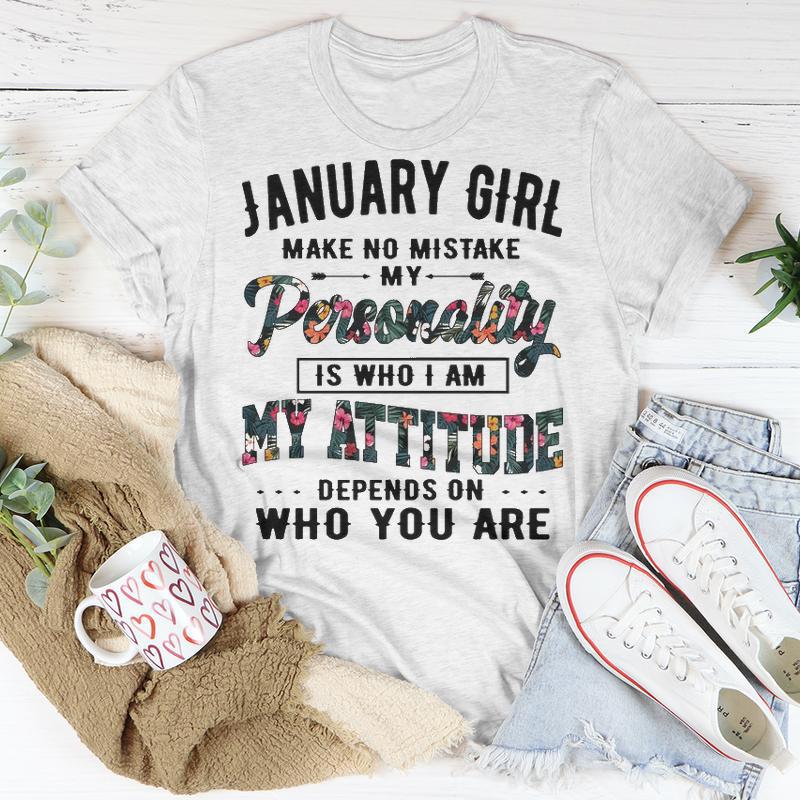 JANUARY GIRL
MAKE NO MISTAKE
MY
Personality
IS WHO I AM
MY ATTITUDE
DEPENDS ON
WHO YOU ARE